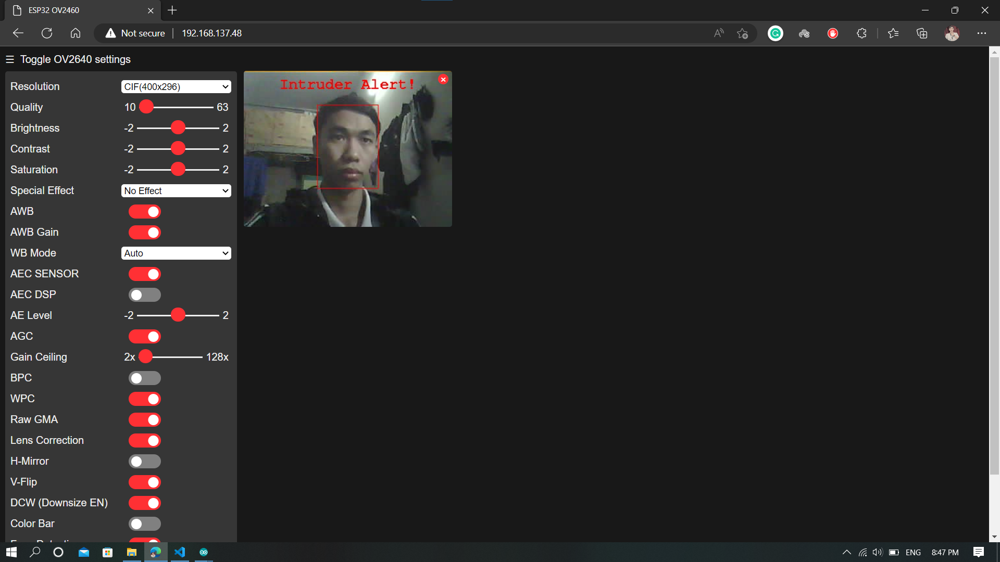 ESP32 OV2460
Not secure
192.168.137.48
Toggle OV2640 settings
Resolution CIF(400x296)
Quality 10 63
Brightness -2 2
Contrast -2 2
Saturation -2 2
Special Effect No Effect
AWB
AWB Gain
WB Mode Auto
AEC SENSOR
AEC DSP
AE Level -2 2
AGC
Gain Ceiling 2x 128x
BPC
WPC
Raw GMA
Lens Correction
H-Mirror
V-Flip
DCW (Downsize EN)
Color Bar
Intruder Alert!
ENG 8:47 PM